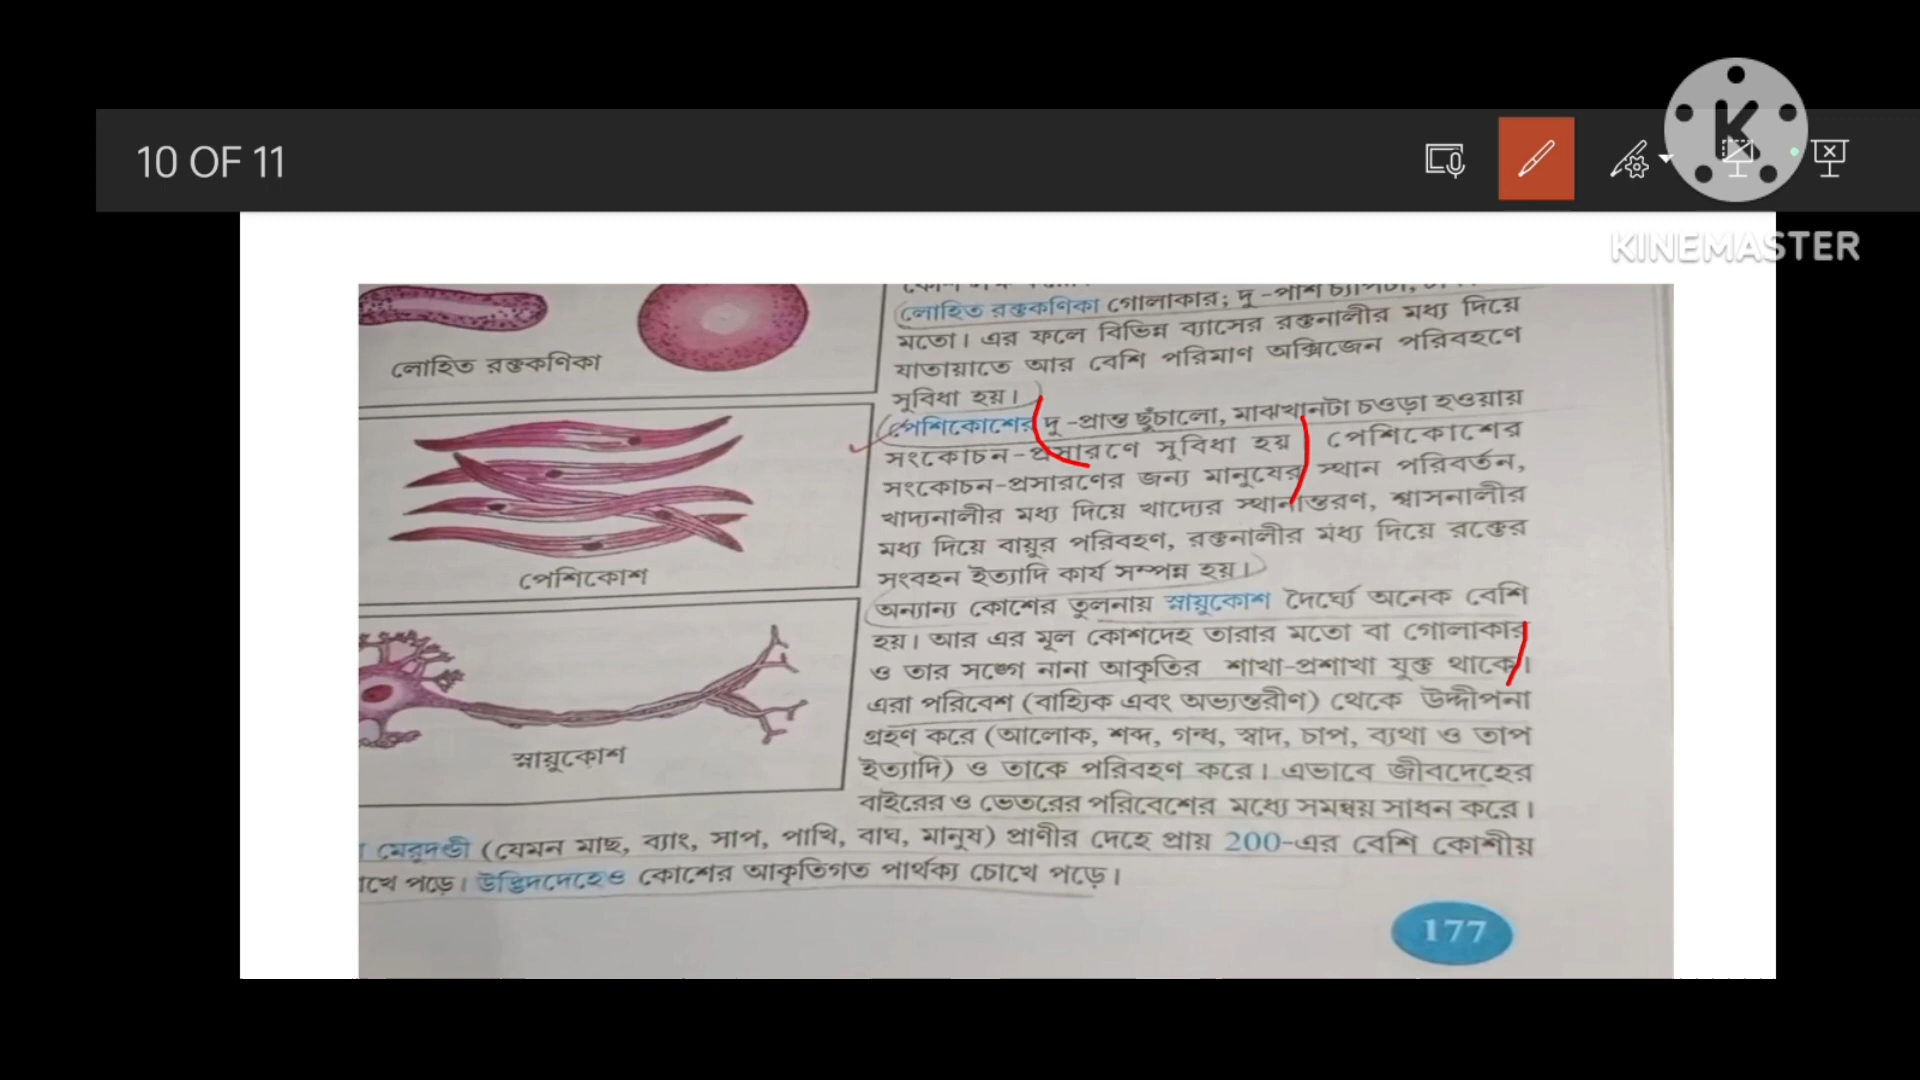 10 OF 11
KINEMASTER
লোহিত রক্তকণিকা গোলাকার; দু-পাশ চ্যাপটা,
মতো। এর ফলে বিভিন্ন ব্যাসের রক্তনালীর মধ্য দিয়ে
যাতায়াতে আর বেশি পরিমাণ অক্সিজেন পরিবহণে
সুবিধা হয়।
লোহিত রক্তকণিকা
পেশিকোশের দু-প্রান্ত ছুঁচালো, মাঝখানটা চওড়া হওয়ায়
সংকোচন-প্রসারণে সুবিধা হয়। পেশিকোশের
সংকোচন-প্রসারণের জন্য মানুষের স্থান পরিবর্তন,
খাদ্যনালীর মধ্য দিয়ে খাদ্যের স্থানান্তরণ, শ্বাসনালীর
মধ্য দিয়ে বায়ুর পরিবহণ, রক্তনালীর মধ্য দিয়ে রক্তের
সংবহন ইত্যাদি কার্য সম্পন্ন হয়।
পেশিকোশ
অন্যান্য কোশের তুলনায় স্নায়ুকোশ দৈর্ঘ্যে অনেক বেশি
হয়। আর এর মূল কোশদেহ তারার মতো বা গোলাকার
ও তার সঙ্গে নানা আকৃতির শাখা-প্রশাখা যুক্ত থাকে।
এরা পরিবেশ (বাহ্যিক এবং অভ্যন্তরীণ) থেকে উদ্দীপনা
গ্রহণ করে (আলোক, শব্দ, গন্ধ, স্বাদ, চাপ, ব্যথা ও তাপ
ইত্যাদি) ও তাকে পরিবহণ করে। এভাবে জীবদেহের
বাইরের ও ভেতরের পরিবেশের মধ্যে সমন্বয় সাধন করে।
স্নায়ুকোশ
মেরুদণ্ডী (যেমন মাছ, ব্যাং, সাপ, পাখি, বাঘ, মানুষ) প্রাণীর দেহে প্রায় 200-এর বেশি কোশীয়
পড়ে। উদ্ভিদদেহেও কোশের আকৃতিগত পার্থক্য চোখে পড়ে।
177